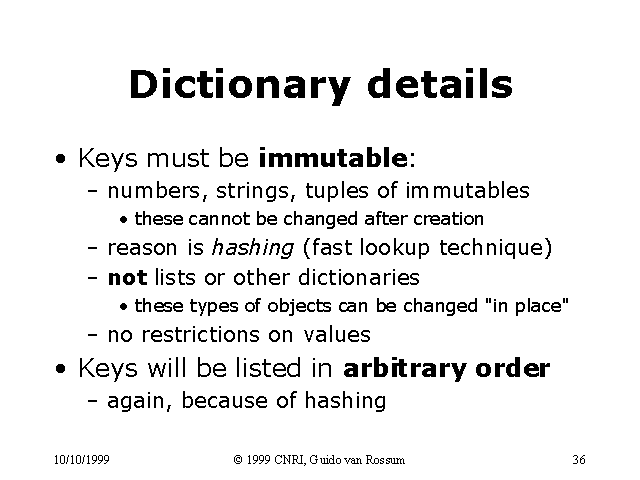 Dictionary details
• Keys must be immutable:
– numbers, strings, tuples of immutables
• these cannot be changed after creation
– reason is hashing (fast lookup technique)
– not lists or other dictionaries
• these types of objects can be changed "in place"
– no restrictions on values
• Keys will be listed in arbitrary order
– again, because of hashing
10/10/1999 © 1999 CNRI, Guido van Rossum 36